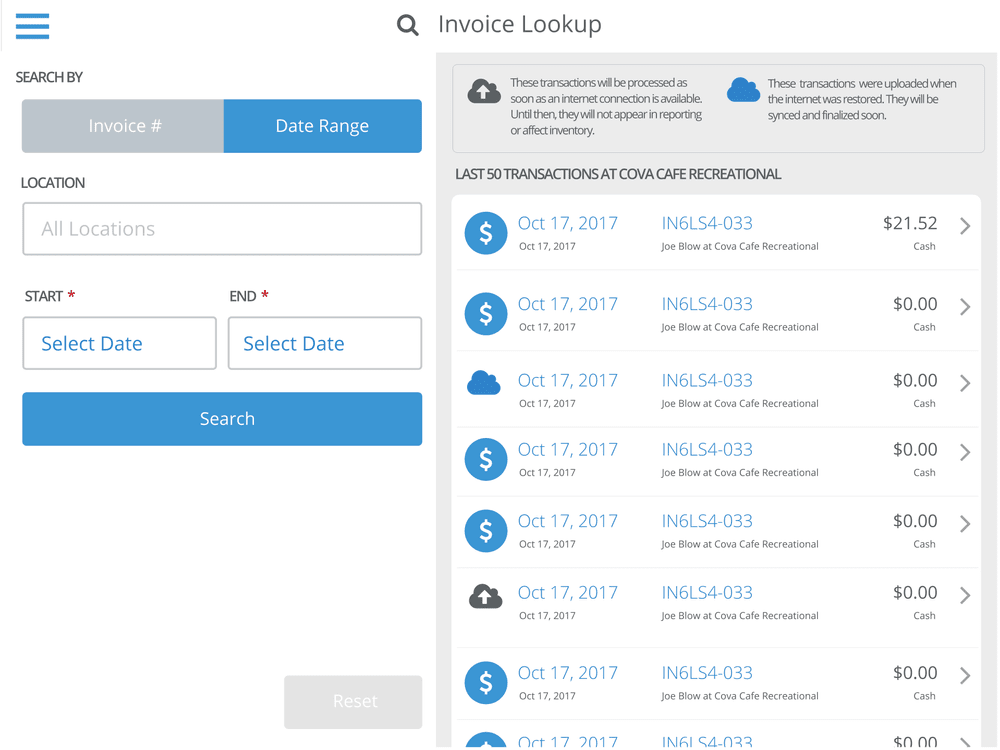 Invoice Lookup
SEARCH BY
Invoice #
Date Range
LOCATION
All Locations
START *
END *
Select Date
Select Date
Search
Reset
These transactions will be processed as
soon as an internet connection is available.
Until then, they will not appear in reporting
or affect inventory.
These transactions were uploaded when
the internet was restored. They will be
synced and finalized soon.
LAST 50 TRANSACTIONS AT COVA CAFE RECREATIONAL
Oct 17, 2017 IN6LS4-033 $21.52
Oct 17, 2017 Joe Blow at Cova Cafe Recreational Cash
Oct 17, 2017 IN6LS4-033 $0.00
Oct 17, 2017 Joe Blow at Cova Cafe Recreational Cash
Oct 17, 2017 IN6LS4-033 $0.00
Oct 17, 2017 Joe Blow at Cova Cafe Recreational Cash
Oct 17, 2017 IN6LS4-033 $0.00
Oct 17, 2017 Joe Blow at Cova Cafe Recreational Cash
Oct 17, 2017 IN6LS4-033 $0.00
Oct 17, 2017 Joe Blow at Cova Cafe Recreational Cash
Oct 17, 2017 IN6LS4-033 $0.00
Oct 17, 2017 Joe Blow at Cova Cafe Recreational Cash
Oct 17, 2017 IN6LS4-033 $0.00
Oct 17, 2017 Joe Blow at Cova Cafe Recreational Cash
Oct 17, 2017 IN6LS4-033 $0.00